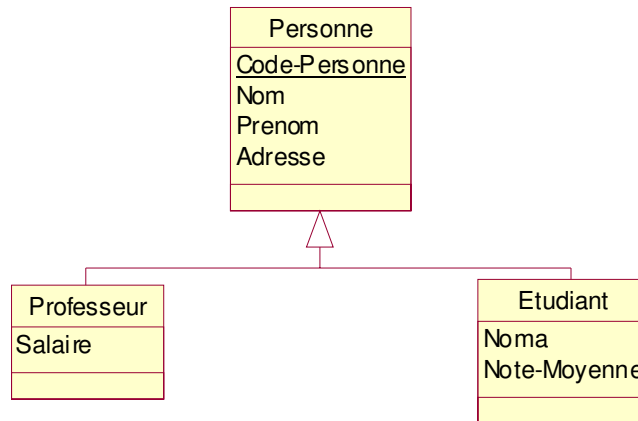 Personne
Code-Personne
Nom
Prenom
Adresse
Professeur
Salaire
Etudiant
Noma
Note-Moyenne